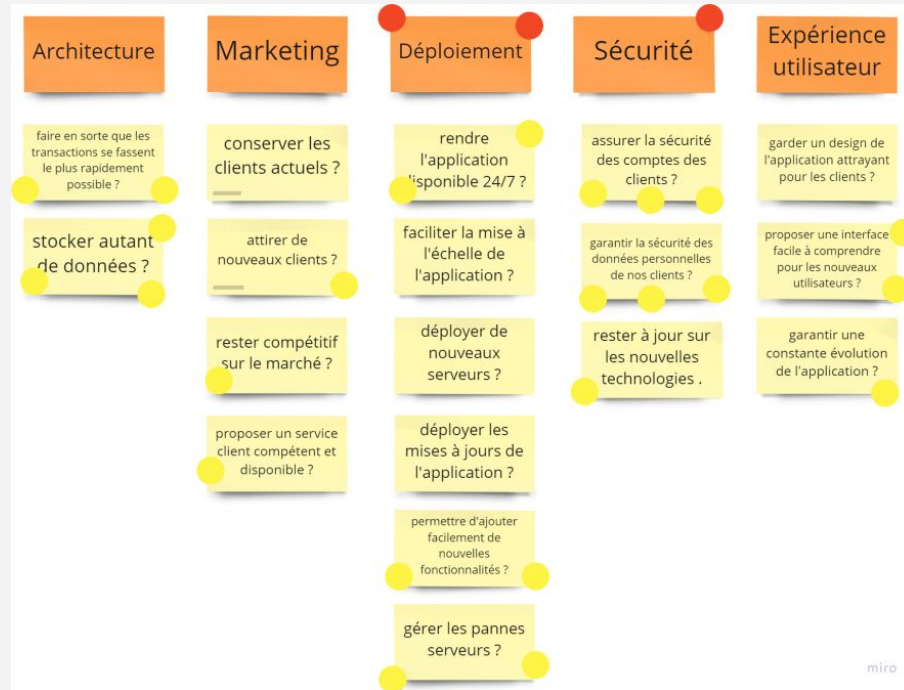 Architecture
Marketing
Déploiement
Sécurité
Expérience
utilisateur
faire en sorte que les
transactions se fassent
le plus rapidement
possible ?
stocker autant
de données ?
conserver les
clients actuels ?
attirer de
nouveaux clients ?
rester compétitif
sur le marché ?
proposer un service
client compétent et
disponible ?
rendre
l'application
disponible 24/7 ?
faciliter la mise à
l'échelle de
l'application ?
déployer de
nouveaux
serveurs ?
déployer les
mises à jours de
l'application ?
permettre d'ajouter
facilement de
nouvelles
fonctionnalités ?
gérer les pannes
serveurs ?
assurer la sécurité
des comptes des
clients ?
garantir la sécurité des
données personnelles
de nos clients ?
rester à jour sur
les nouvelles
technologies .
garder un design de
l'application attrayant
pour les clients ?
proposer une interface
facile à comprendre
pour les nouveaux
utilisateurs ?
garantir une
constante évolution
de l'application ?
miro